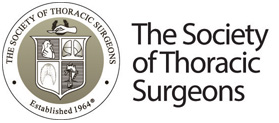 THE SOCIETY OF THORACIC SURGEONS
• Established 1964 ®
The Society
of Thoracic
Surgeons